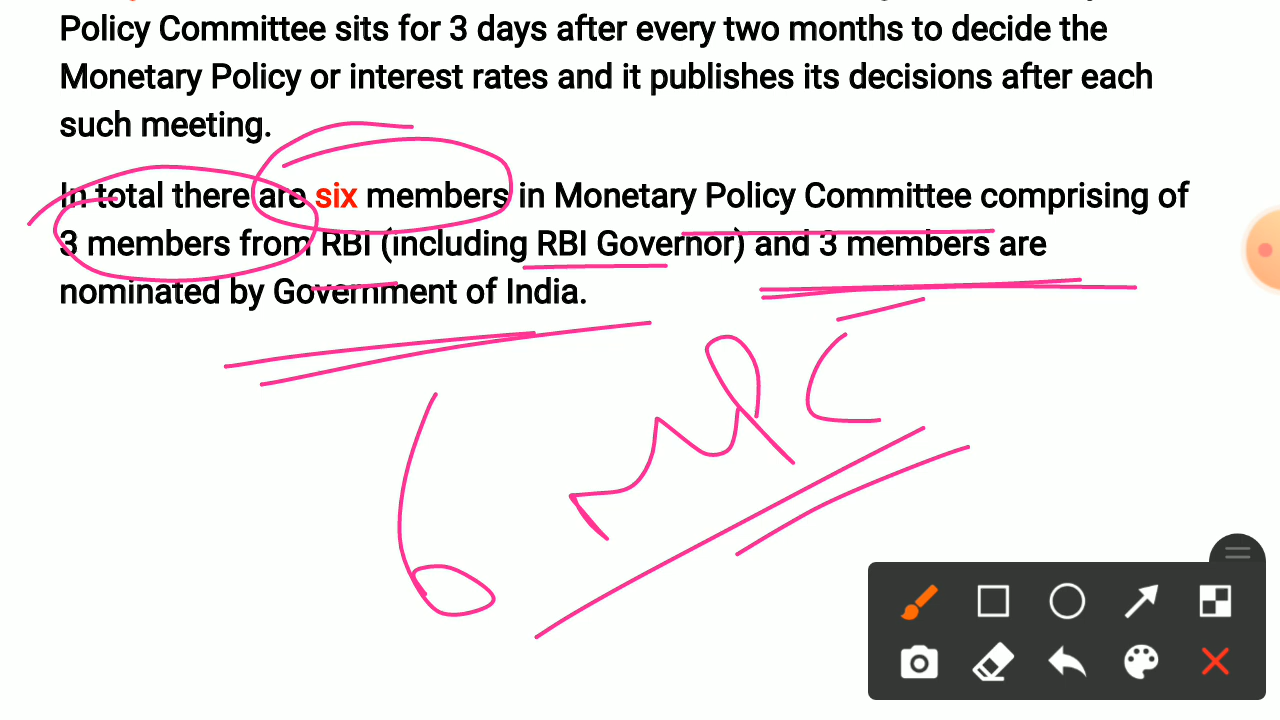 Policy Committee sits for 3 days after every two months to decide the
Monetary Policy or interest rates and it publishes its decisions after each
such meeting.
In total there are six members in Monetary Policy Committee comprising of
3 members from RBI (including RBI Governor) and 3 members are
nominated by Government of India.
6 MPC